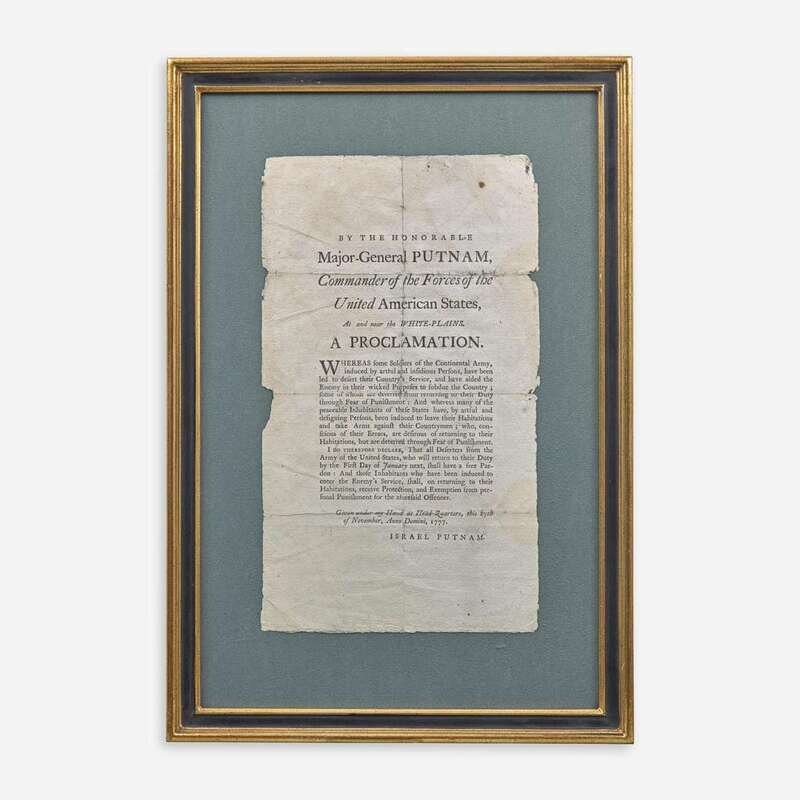 BY THE HONORABLE
Major-General PUTNAM,
Commander of the Forces of the
United American States,
At and near the WHITE-PLAINS.
A PROCLAMATION.
WHEREAS ſome Soldiers of the Continental Army,
induced by artful and inſidious Perſons, have been
led to deſert their Country's Service, and have aided the
Enemy in their wicked Purpoſes to ſubdue the Country;
ſome of whom are deterred from returning to their Duty
through Fear of Puniſhment: And whereas many of the
peaceable Inhabitants of theſe States have, by artful and
deſigning Perſons, been induced to leave their Habitations
and take Arms againſt their Countrymen; who, con-
ſcious of their Errors, are deſirous of returning to their
Habitations, but are deterred through Fear of Puniſhment.
I DO THEREFORE DECLARE, That all Deſerters from the
Army of the United States, who will return to their Duty
by the Firſt Day of January next, ſhall have a free Par-
don: And thoſe Inhabitants who have been induced to
enter the Enemy's Service, ſhall, on returning to their
Habitations, receive Protection, and Exemption from per-
ſonal Puniſhment for the aforeſaid Offences.
Given under my Hand at Head-Quarters, this
of November, Anno Domini, 1777.
ISRAEL PUTNAM.